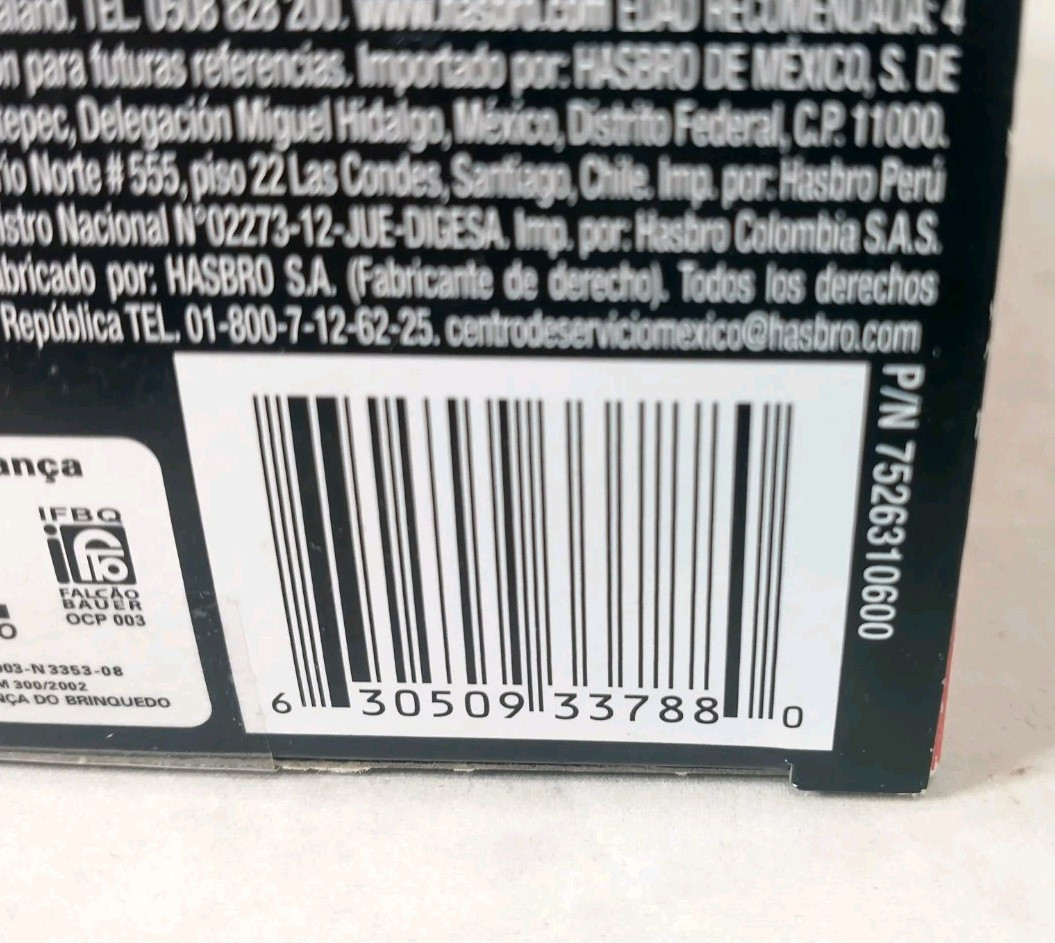 TEL. 0508 828 200. www.hasbro.com EDAD RECOMENDADA: 4
n para futuras referencias. Importado por: HASBRO DE MÉXICO, S. DE
tepec, Delegación Miguel Hidalgo, México, Distrito Federal, C.P. 11000.
río Norte # 555, piso 22 Las Condes, Santiago, Chile. Imp. por: Hasbro Perú
istro Nacional N°02273-12-JUE-DIGESA. Imp. por: Hasbro Colombia S.A.S.
abricado por: HASBRO S.A. (Fabricante de derecho). Todos los derechos
República TEL. 01-800-7-12-62-25. centrodeserviciomexico@hasbro.com
P/N 7526310600
ança
IFBQ
FALCÃO
BAUER
OCP 003
O
003-N3353-08
M 300/2002
NÇA DO BRINQUEDO
6 30509 33788 0